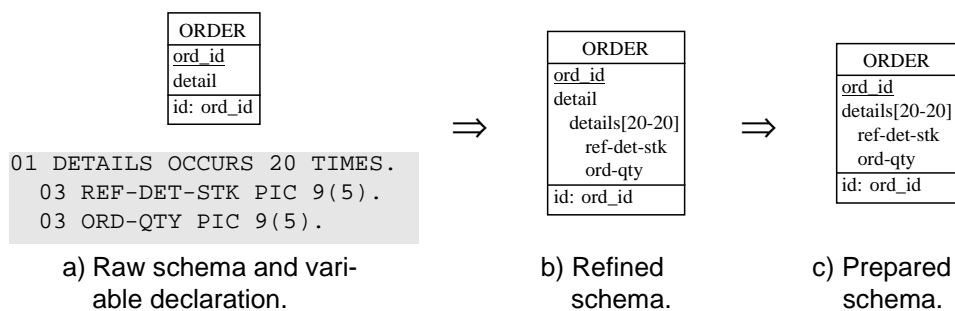 ORDER
ord_id
detail
id: ord_id
01 DETAILS OCCURS 20 TIMES.
03 REF-DET-STK PIC 9(5).
03 ORD-QTY PIC 9(5).
a) Raw schema and vari-
able declaration.
⇒
ORDER
ord_id
detail
details[20-20]
ref-det-stk
ord-qty
id: ord_id
b) Refined
schema.
⇒
ORDER
ord_id
details[20-20]
ref-det-stk
ord-qty
id: ord_id
c) Prepared
schema.